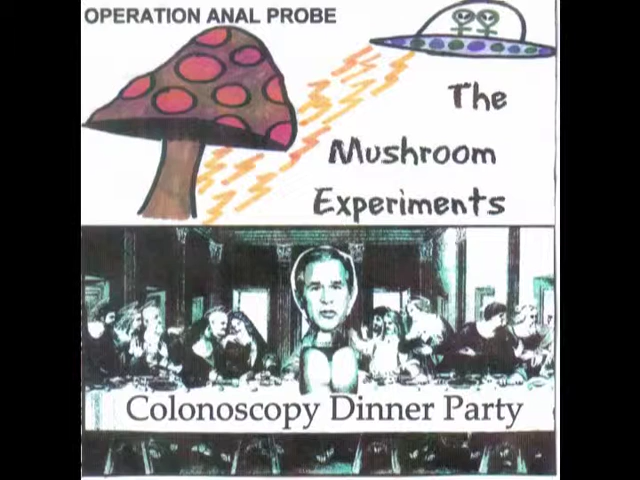 OPERATION ANAL PROBE
The
Mushroom
Experiments
Colonoscopy Dinner Party